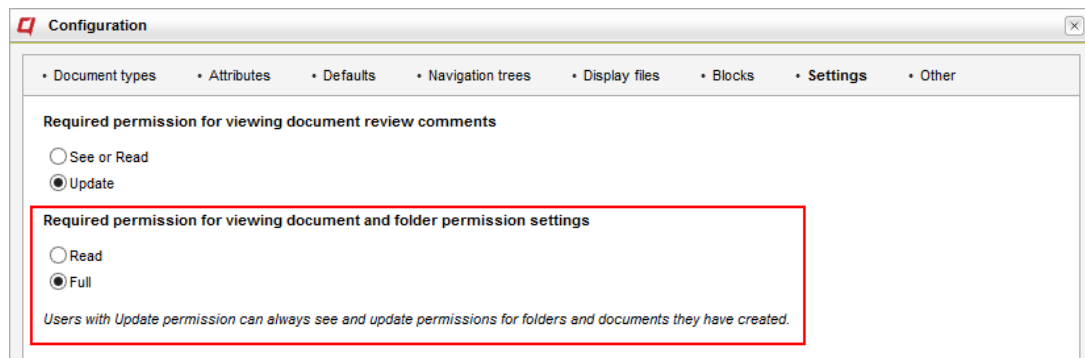 Configuration
• Document types • Attributes • Defaults • Navigation trees • Display files • Blocks • Settings • Other
Required permission for viewing document review comments
See or Read
Update
Required permission for viewing document and folder permission settings
Read
Full
Users with Update permission can always see and update permissions for folders and documents they have created.